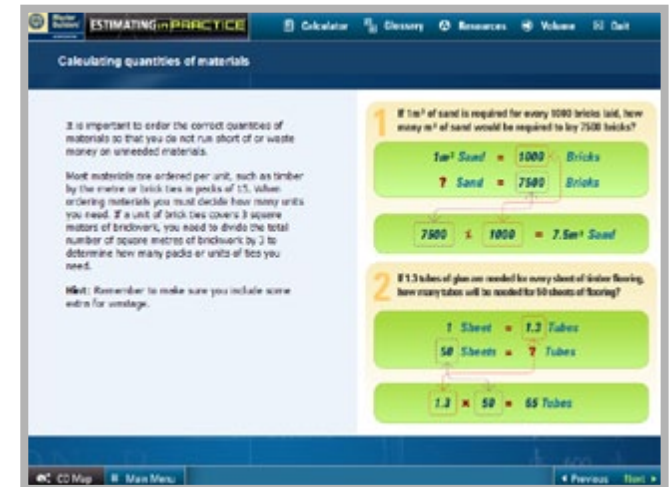 Master Builders ESTIMATING in PRACTICE Calculator Glossary Resources Volume Quit
Calculating quantities of materials
It is important to order the correct quantities of
materials so that you do not run short of or waste
money on unneeded materials.
Most materials are ordered per unit, such as timber
by the metre or brick ties in packs of 15. When
ordering materials you must decide how many units
you need. If a unit of brick ties covers 3 square
metres of brickwork, you need to divide the total
number of square metres of brickwork by 3 to
determine how many packs or units of ties you
need.
Hint: Remember to make sure you include some
extra for wastage.
1
If 1m³ of sand is required for every 1000 bricks laid, how
many m³ of sand would be required to lay 7500 bricks?
1m³ Sand = 1000 Bricks
? Sand = 7500 Bricks
7500 ÷ 1000 = 7.5m³ Sand
2
If 1.3 tubes of glue are needed for every sheet of timber flooring,
how many tubes will be needed for 50 sheets of flooring?
1 Sheet = 1.3 Tubes
50 Sheets = ? Tubes
1.3 × 50 = 65 Tubes
CD Map Main Menu Previous Next